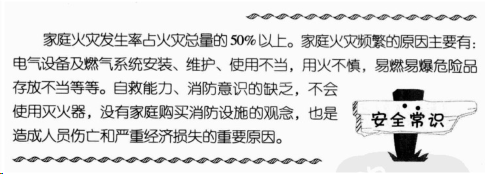 家庭火灾发生率占火灾总量的50%以上。家庭火灾频繁的原因主要有：
电气设备及燃气系统安装、维护、使用不当，用火不慎，易燃易爆危险品
存放不当等等。自救能力、消防意识的缺乏，不会
使用灭火器，没有家庭购买消防设施的观念，也是
造成人员伤亡和严重经济损失的重要原因。
安全常识